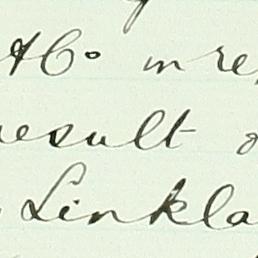 & Co in re
result
Linkla